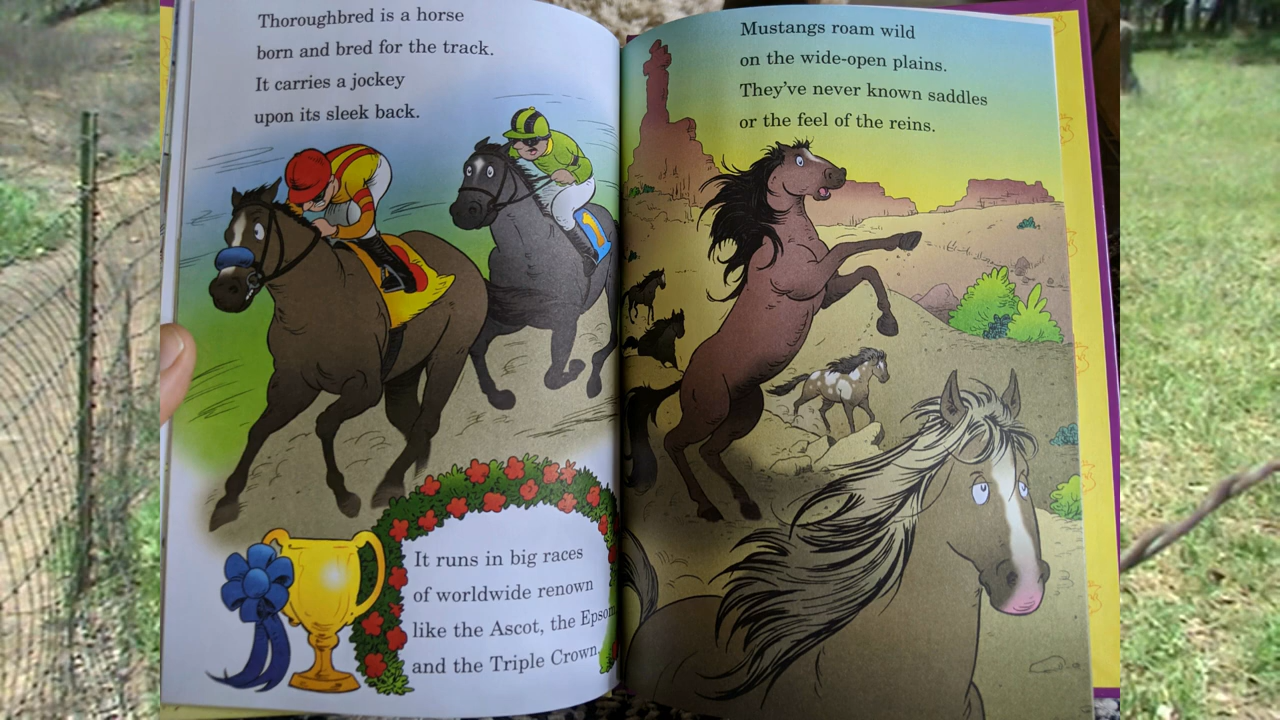 Thoroughbred is a horse
born and bred for the track.
It carries a jockey
upon its sleek back.
It runs in big races
of worldwide renown
like the Ascot, the Epsom,
and the Triple Crown.
Mustangs roam wild
on the wide-open plains.
They've never known saddles
or the feel of the reins.